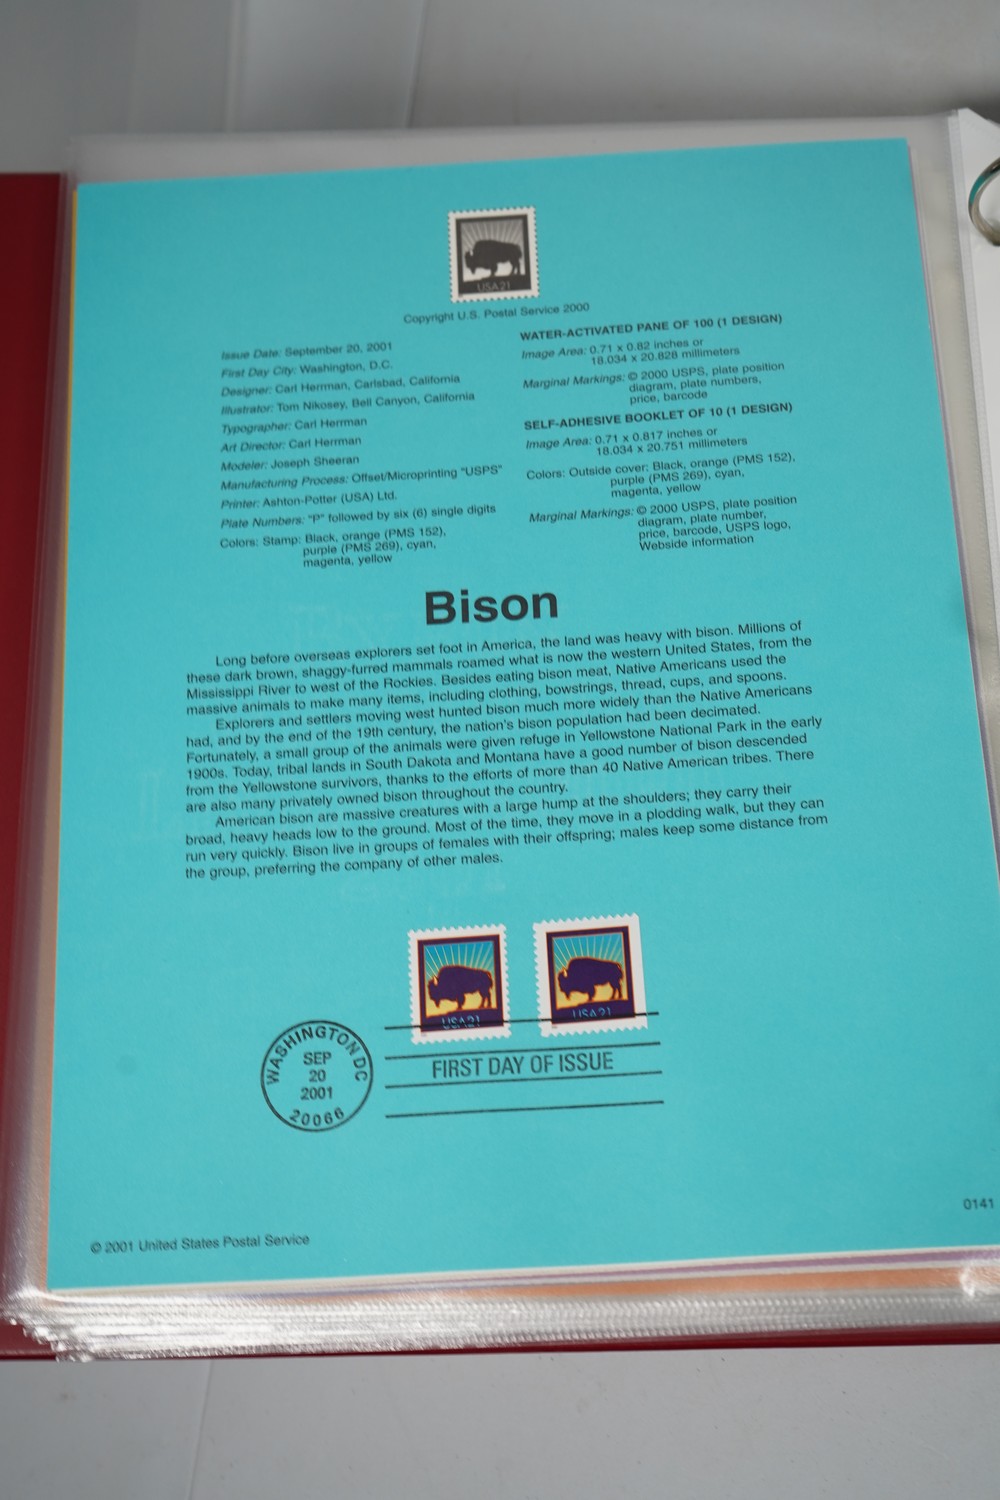 USA21
Copyright U.S. Postal Service 2000
Issue Date: September 20, 2001
First Day City: Washington, D.C.
Designer: Carl Herrman, Carlsbad, California
Illustrator: Tom Nikosey, Bell Canyon, California
Typographer: Carl Herrman
Art Director: Carl Herrman
Modeler: Joseph Sheeran
Manufacturing Process: Offset/Microprinting "USPS"
Printer: Ashton-Potter (USA) Ltd.
Plate Numbers: "P" followed by six (6) single digits
Colors: Stamp: Black, orange (PMS 152),
purple (PMS 269), cyan,
magenta, yellow
WATER-ACTIVATED PANE OF 100 (1 DESIGN)
Image Area: 0.71 x 0.82 inches or
18.034 x 20.828 millimeters
Marginal Markings: © 2000 USPS, plate position
diagram, plate numbers,
price, barcode
SELF-ADHESIVE BOOKLET OF 10 (1 DESIGN)
Image Area: 0.71 x 0.817 inches or
18.034 x 20.751 millimeters
Colors: Outside cover: Black, orange (PMS 152),
purple (PMS 269), cyan,
magenta, yellow
Marginal Markings: © 2000 USPS, plate position
diagram, plate number,
price, barcode, USPS logo,
Webside information
Bison
Long before overseas explorers set foot in America, the land was heavy with bison. Millions of
these dark brown, shaggy-furred mammals roamed what is now the western United States, from the
Mississippi River to west of the Rockies. Besides eating bison meat, Native Americans used the
massive animals to make many items, including clothing, bowstrings, thread, cups, and spoons.
Explorers and settlers moving west hunted bison much more widely than the Native Americans
had, and by the end of the 19th century, the nation's bison population had been decimated.
Fortunately, a small group of the animals were given refuge in Yellowstone National Park in the early
1900s. Today, tribal lands in South Dakota and Montana have a good number of bison descended
from the Yellowstone survivors, thanks to the efforts of more than 40 Native American tribes. There
are also many privately owned bison throughout the country.
American bison are massive creatures with a large hump at the shoulders; they carry their
broad, heavy heads low to the ground. Most of the time, they move in a plodding walk, but they can
run very quickly. Bison live in groups of females with their offspring; males keep some distance from
the group, preferring the company of other males.
USA21
USA21
WASHINGTON DC
SEP
20
2001
20066
FIRST DAY OF ISSUE
0141
© 2001 United States Postal Service